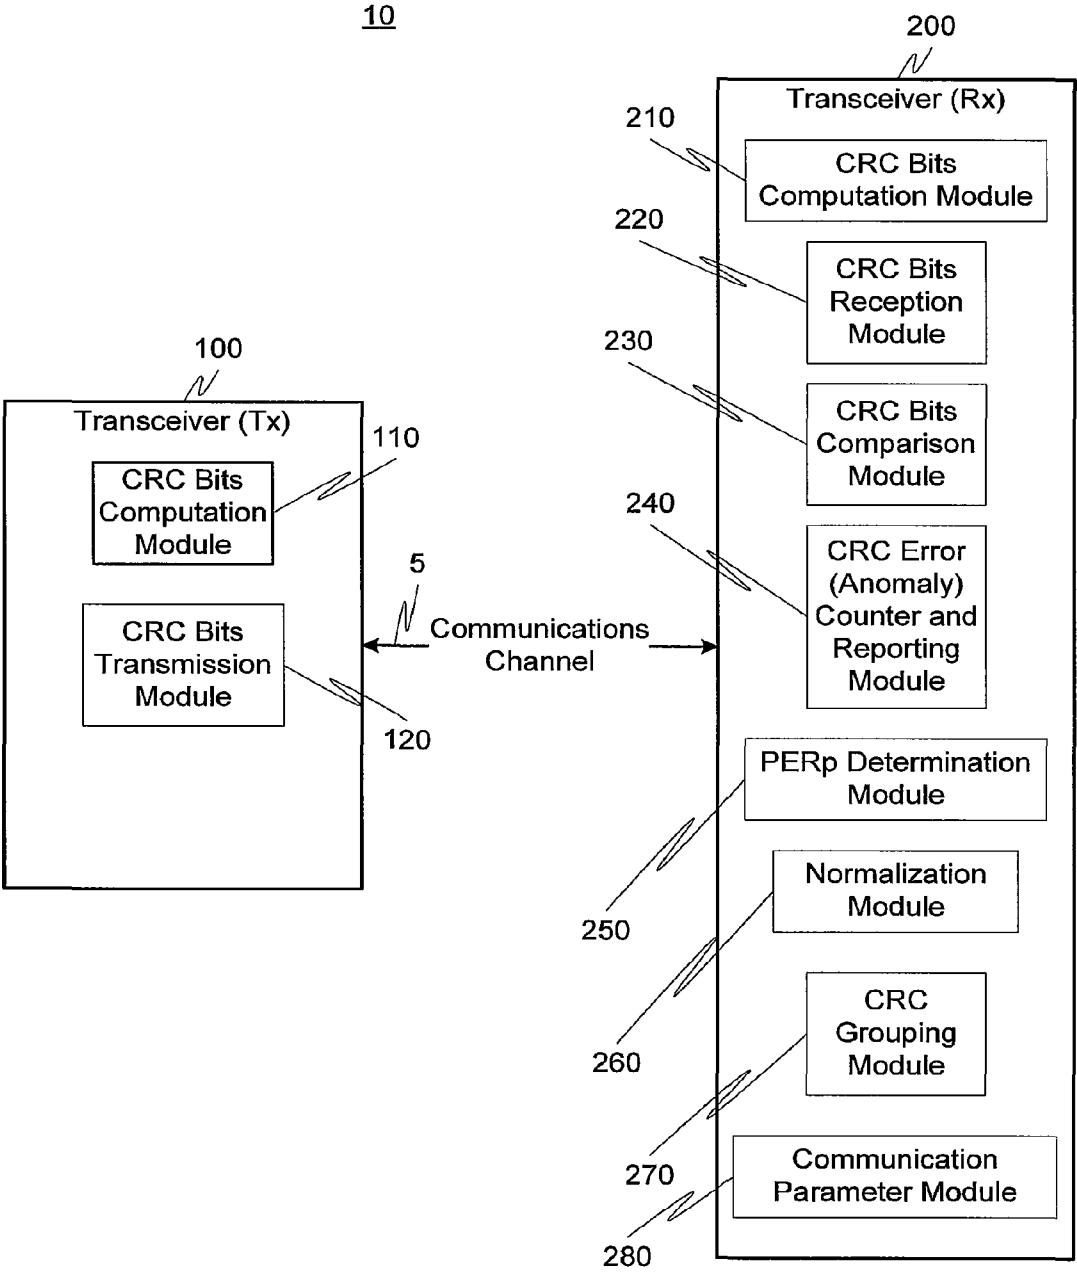 10
200
Transceiver (Rx)
210
CRC Bits
Computation Module
220
CRC Bits
Reception
Module
230
CRC Bits
Comparison
Module
240
CRC Error
(Anomaly)
Counter and
Reporting
Module
100
Transceiver (Tx)
110
CRC Bits
Computation
Module
CRC Bits
Transmission
Module
120
5
Communications
Channel
PERp Determination
Module
250
Normalization
Module
260
CRC
Grouping
Module
270
Communication
Parameter Module
280